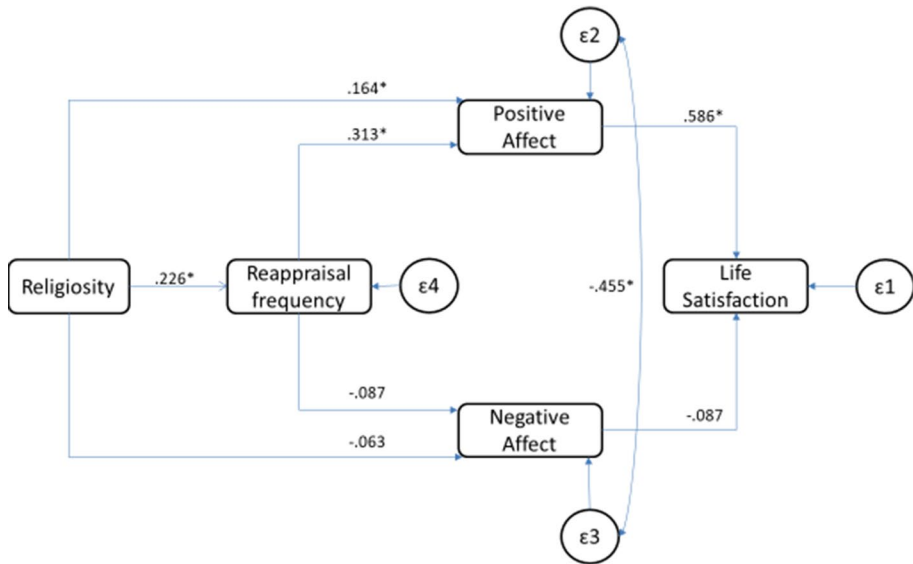 ε2
.164*
Positive
Affect
.586*
.313*
Religiosity
.226*
Reappraisal
frequency
ε4
-.455*
Life
Satisfaction
ε1
-.087
Negative
Affect
-.087
-.063
ε3